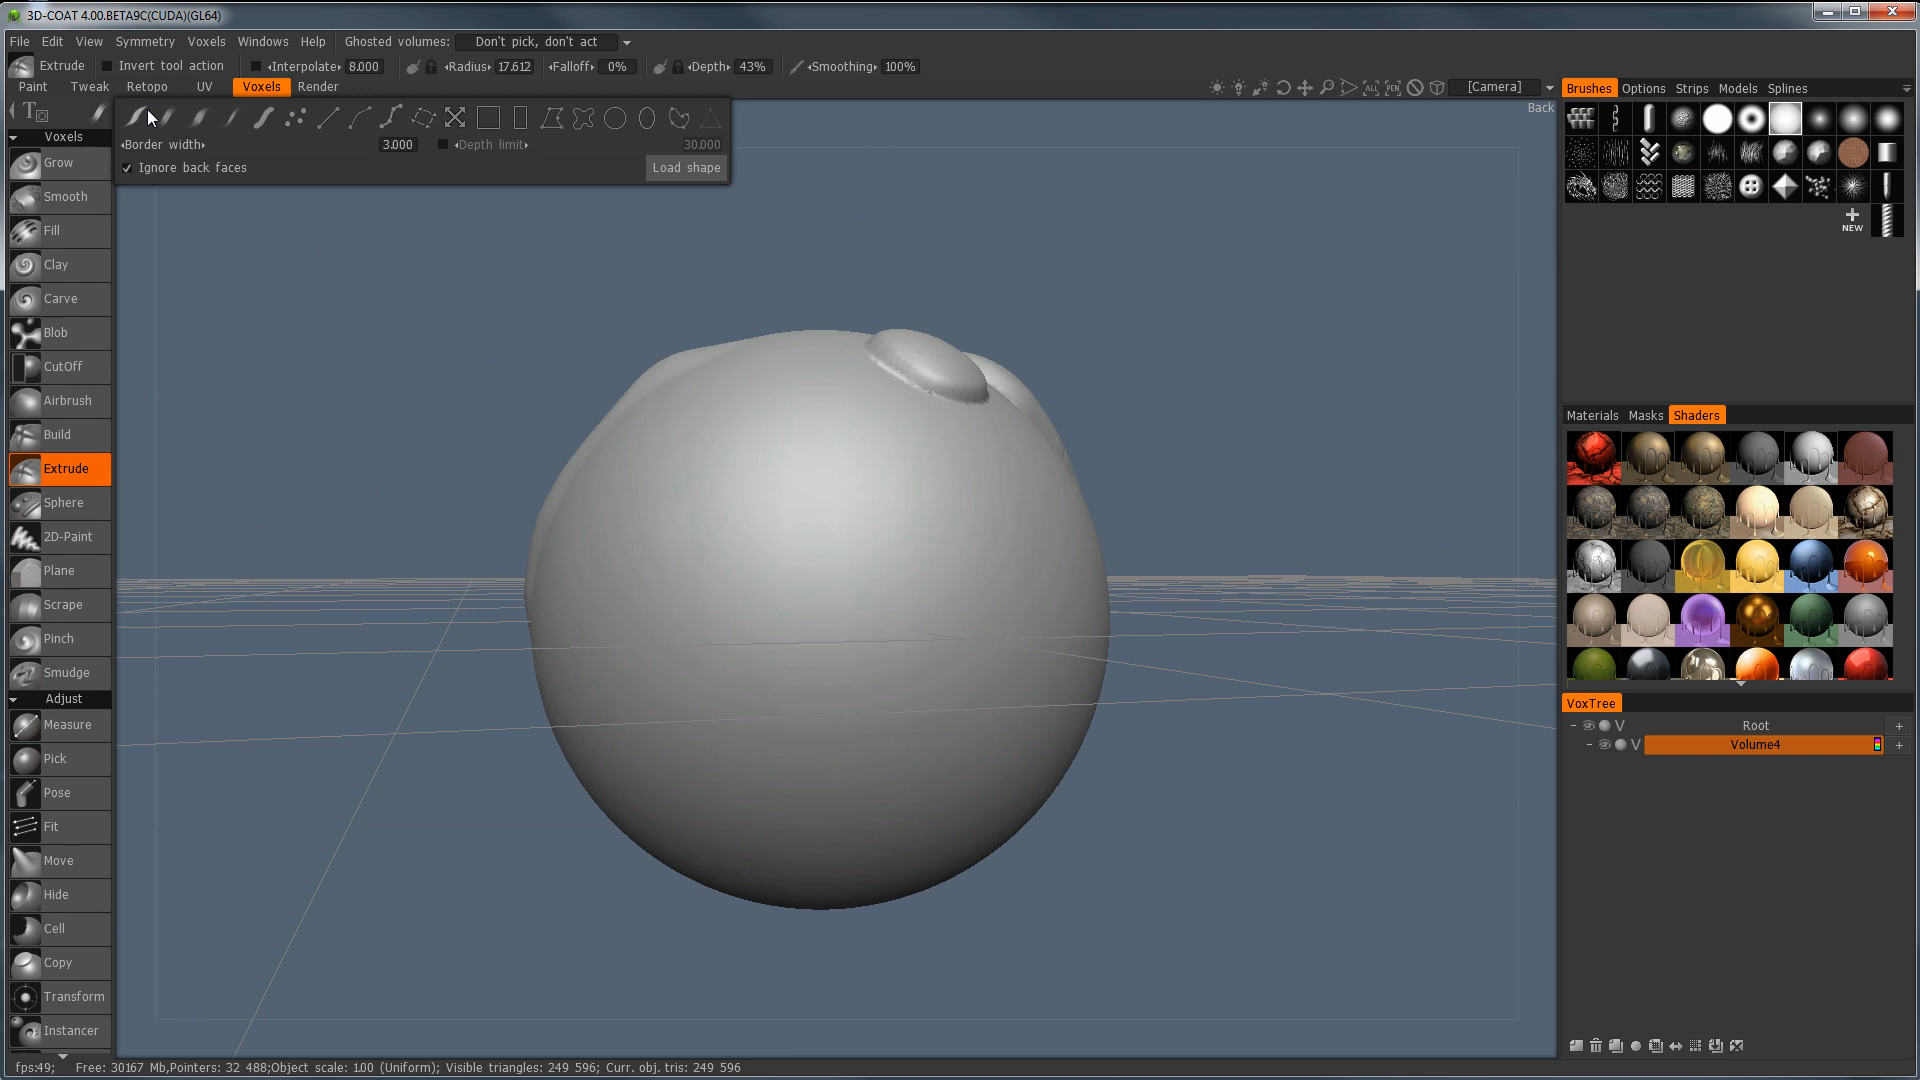 3D-COAT 4.00.BETA9C(CUDA)(GL64)
File Edit View Symmetry Voxels Windows Help Ghosted volumes: Don't pick, don't act
Extrude Invert tool action Interpolate 8.000 Radius 17.612 Falloff 0% Depth 43% Smoothing 100%
Paint Tweak Retopo UV Voxels Render [Camera]
Back
Border width 3.000 Depth limit 30.000
Ignore back faces Load shape
Voxels
Grow
Smooth
Fill
Clay
Carve
Blob
CutOff
Airbrush
Build
Extrude
Sphere
2D-Paint
Plane
Scrape
Pinch
Smudge
Adjust
Measure
Pick
Pose
Fit
Move
Hide
Cell
Copy
Transform
Instancer
Brushes Options Strips Models Splines
NEW
Materials Masks Shaders
VoxTree
V Root +
V Volume4 +
fps:49; Free: 30167 Mb,Pointers: 32 488;Object scale: 1.00 (Uniform); Visible triangles: 249 596; Curr. obj. tris: 249 596